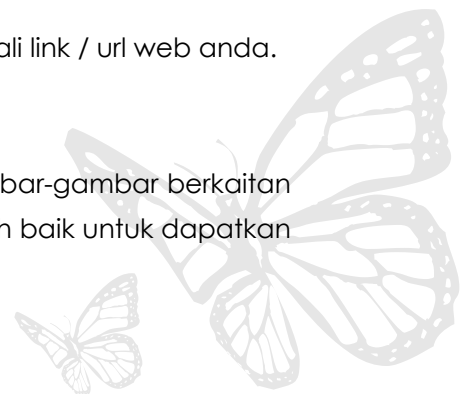 ali link / url web anda.
bar-gambar berkaitan
n baik untuk dapatkan